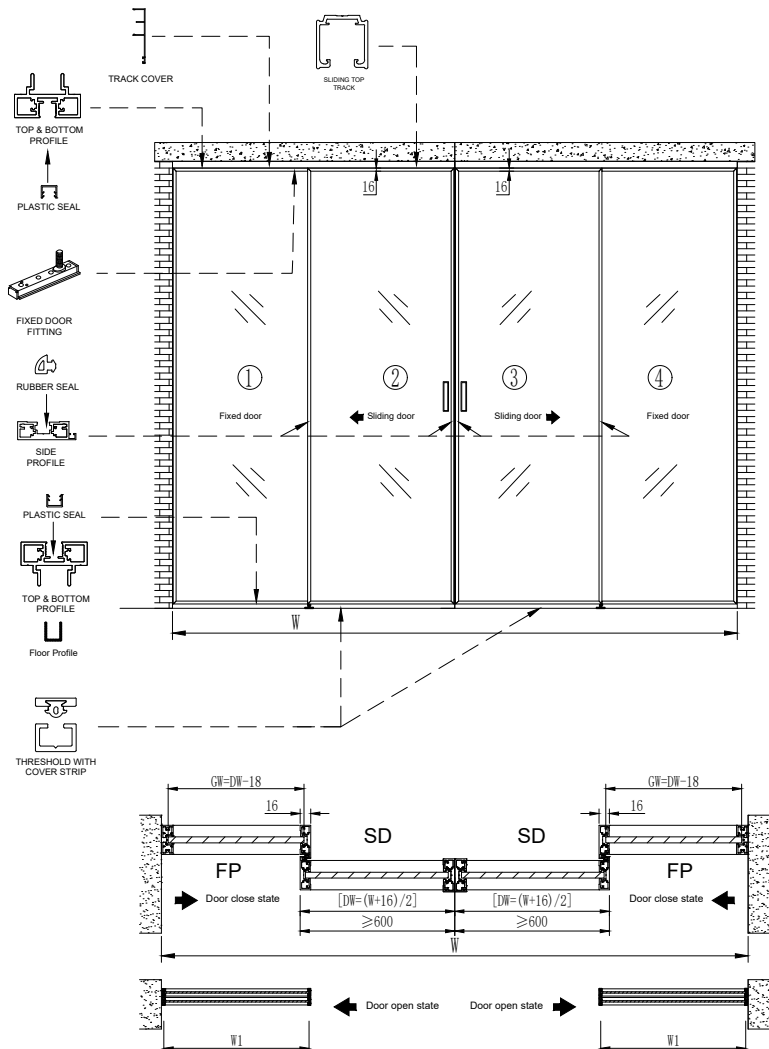 TRACK COVER
SLIDING TOP
TRACK
TOP & BOTTOM
PROFILE
PLASTIC SEAL
16
16
FIXED DOOR
FITTING
RUBBER SEAL
SIDE
PROFILE
① ② ③ ④
Fixed door Sliding door Sliding door Fixed door
PLASTIC SEAL
TOP & BOTTOM
PROFILE
Floor Profile
W
THRESHOLD WITH
COVER STRIP
GW=DW-18 GW=DW-18
16 16
SD SD
FP FP
Door close state [DW=(W+16)/2] [DW=(W+16)/2] Door close state
≥600 ≥600
W
Door open state Door open state
W1 W1